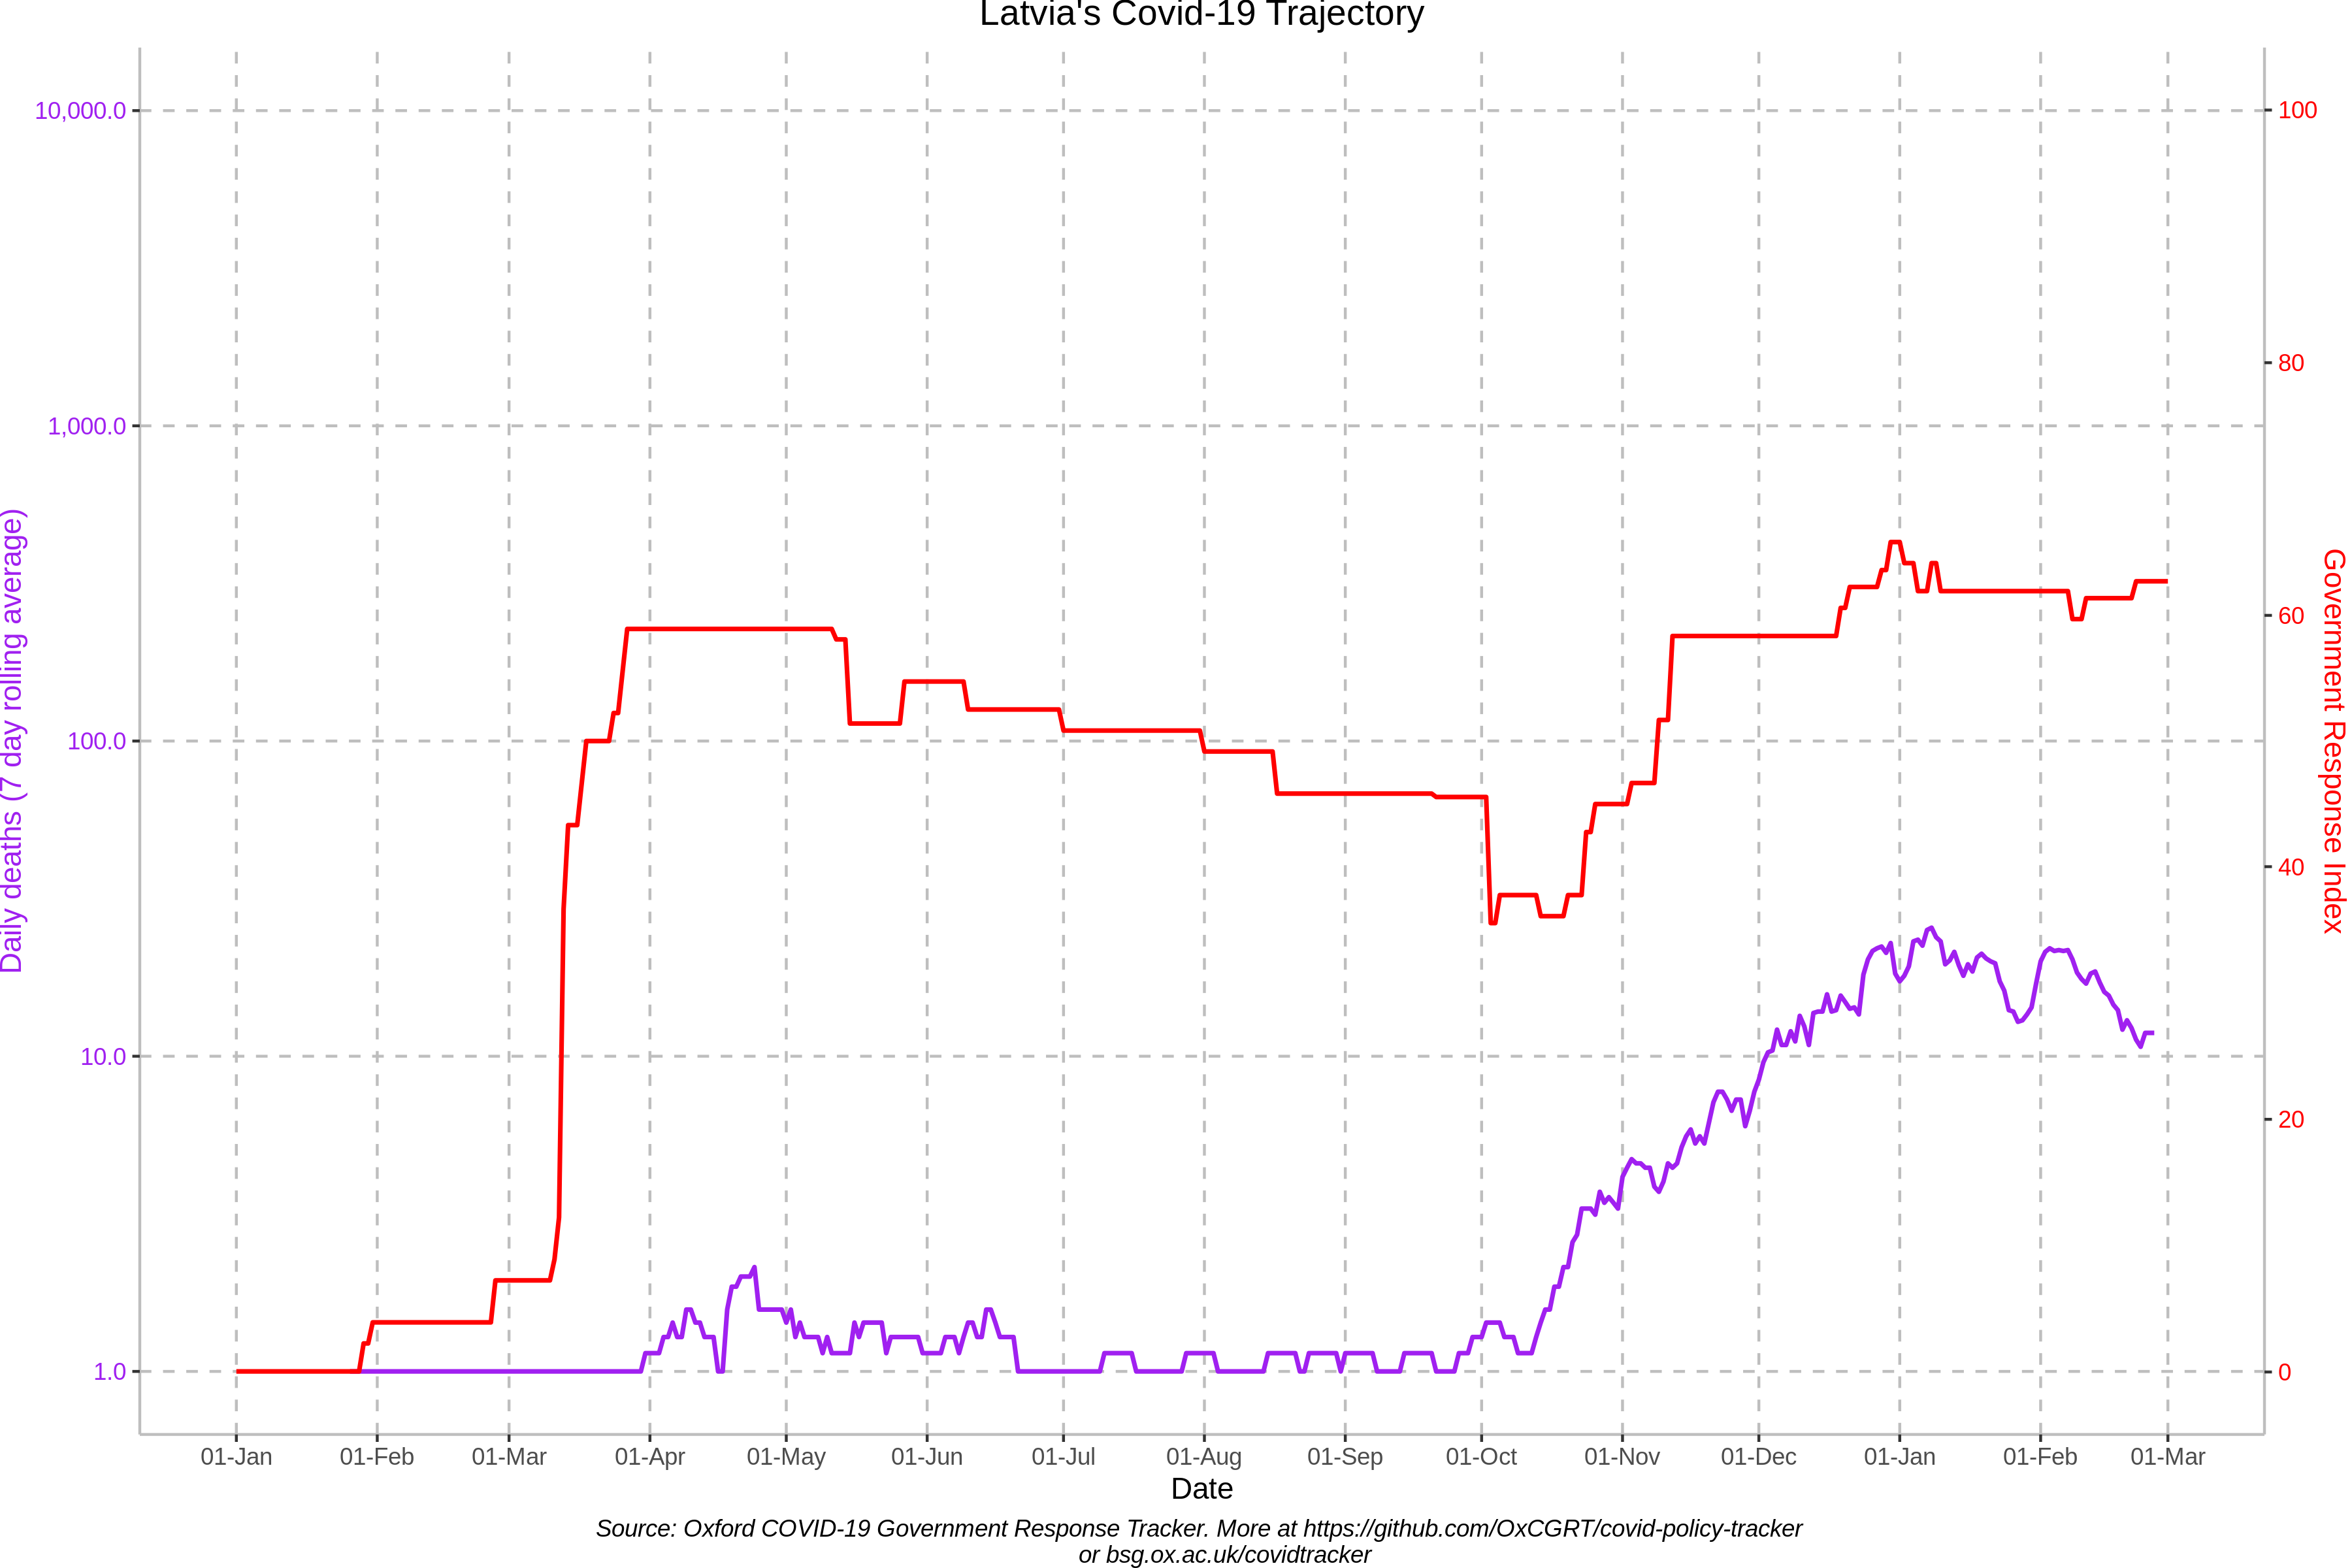 Latvia's Covid-19 Trajectory
10,000.0
1,000.0
100.0
10.0
1.0
Daily deaths (7 day rolling average)
100
80
60
40
20
0
Government Response Index
01-Jan 01-Feb 01-Mar 01-Apr 01-May 01-Jun 01-Jul 01-Aug 01-Sep 01-Oct 01-Nov 01-Dec 01-Jan 01-Feb 01-Mar
Date
Source: Oxford COVID-19 Government Response Tracker. More at https://github.com/OxCGRT/covid-policy-tracker
or bsg.ox.ac.uk/covidtracker